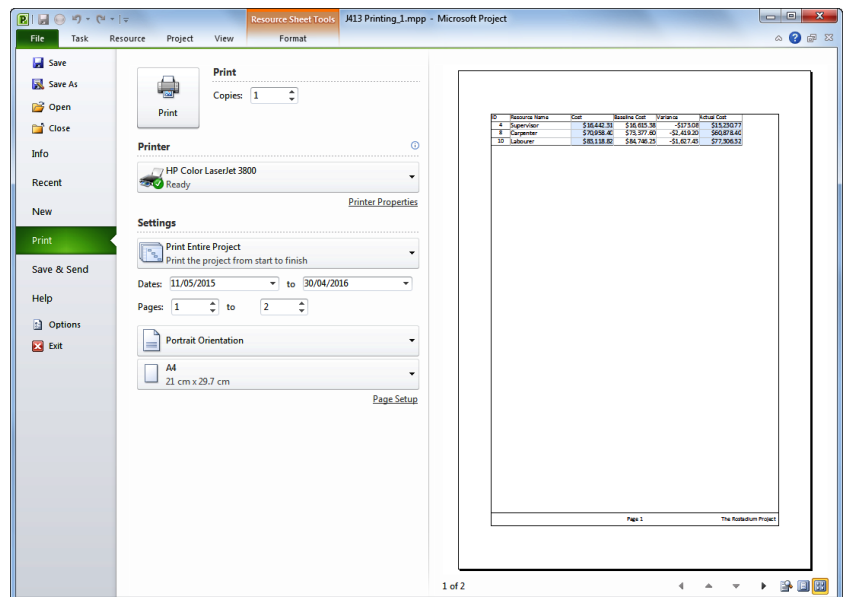 Resource Sheet Tools
J413 Printing_1.mpp - Microsoft Project
File Task Resource Project View Format
Save
Save As
Open
Close
Info
Recent
New
Print
Save & Send
Help
Options
Exit
Print
Print
Copies: 1
Printer
HP Color LaserJet 3800
Ready
Printer Properties
Settings
Print Entire Project
Print the project from start to finish
Dates: 11/05/2015 to 30/04/2016
Pages: 1 to 2
Portrait Orientation
A4
21 cm x 29.7 cm
Page Setup
ID Resource Name Cost Baseline Cost Variance Actual Cost
4 Supervisor $16,442.31 $16,615.38 -$173.08 $15,230.77
8 Carpenter $70,958.40 $73,377.60 -$2,419.20 $60,878.40
10 Labourer $83,118.82 $84,746.25 -$1,627.43 $77,306.52
Page 1 The Rostadium Project
1 of 2